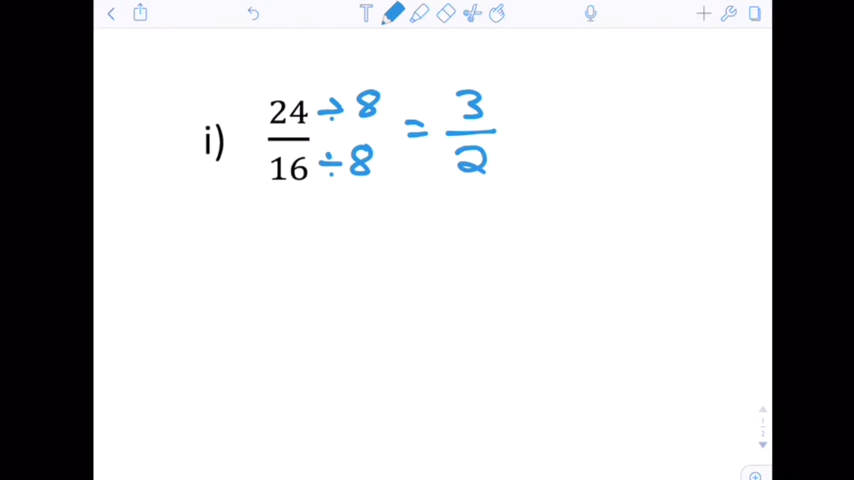 i) 24/16 ÷8/÷8 = 3/2